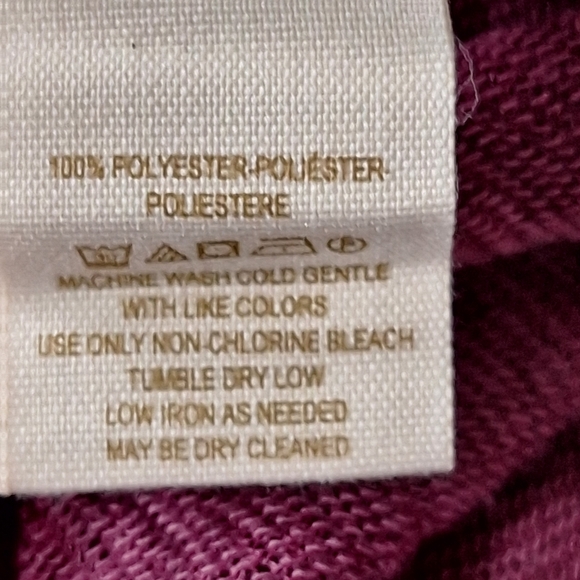 100% POLYESTER-POLIÉSTER-
POLIESTERE
MACHINE WASH COLD GENTLE
WITH LIKE COLORS
USE ONLY NON-CHLORINE BLEACH
TUMBLE DRY LOW
LOW IRON AS NEEDED
MAY BE DRY CLEANED